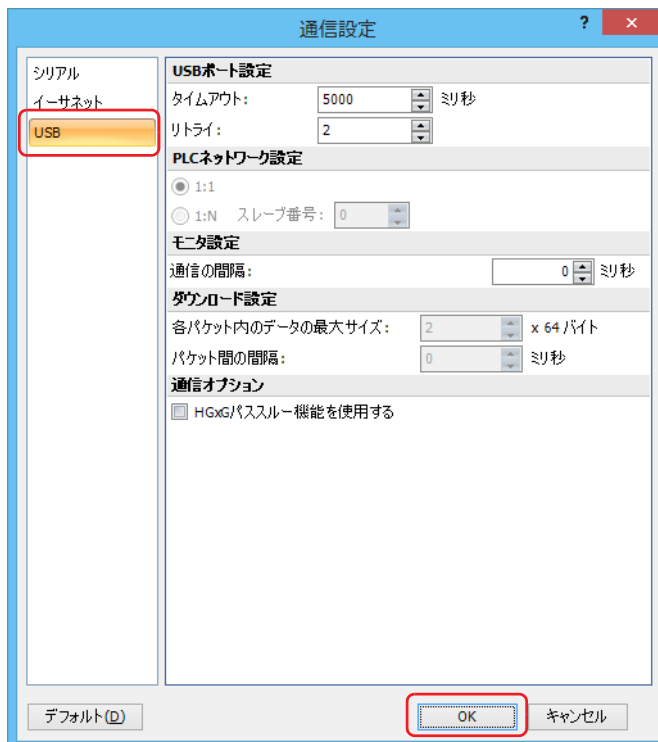 通信設定
? ×
シリアル
イーサネット
USB
USBポート設定
タイムアウト: 5000 ミリ秒
リトライ: 2
PLCネットワーク設定
1:1
1:N スレーブ番号: 0
モニタ設定
通信の間隔: 0 ミリ秒
ダウンロード設定
各パケット内のデータの最大サイズ: 2 x 64 バイト
パケット間の間隔: 0 ミリ秒
通信オプション
HGxGパススルー機能を使用する
デフォルト(D) OK キャンセル